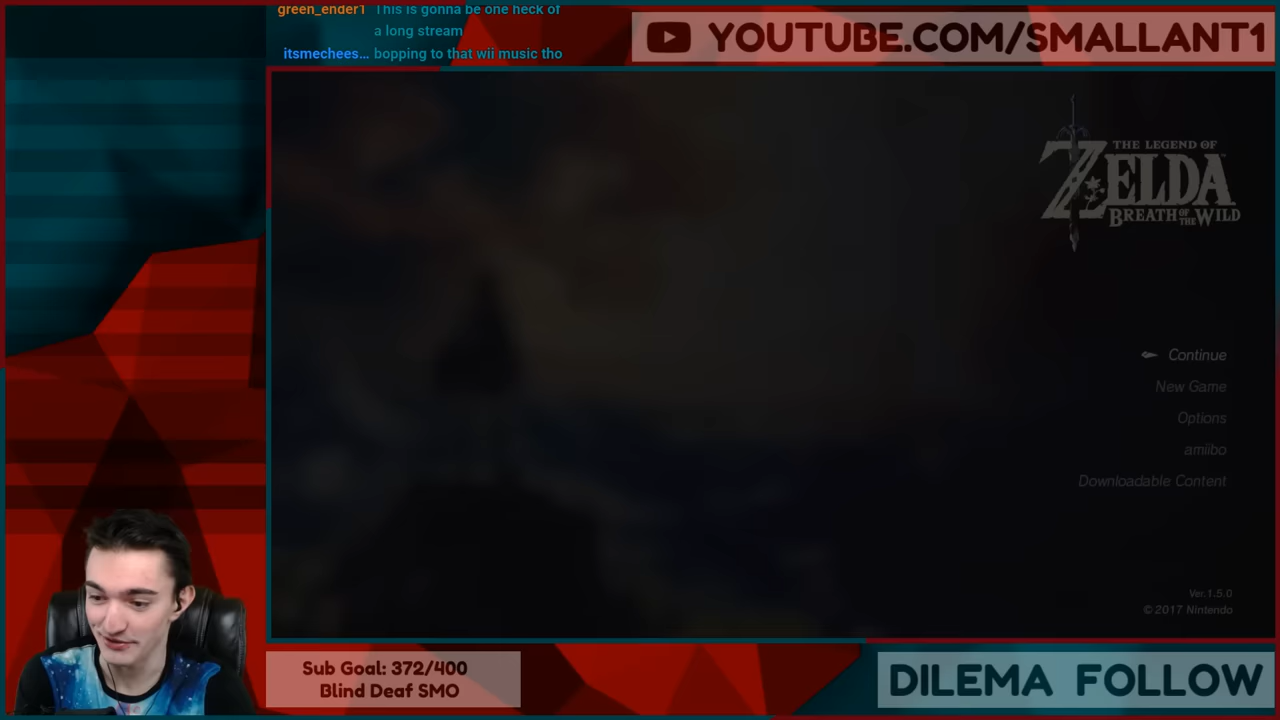 green_ender1 This is gonna be one heck of
a long stream
itsmechees... bopping to that wii music tho
YOUTUBE.COM/SMALLANT1
THE LEGEND OF
ZELDA
BREATH OF THE WILD
Continue
New Game
Options
amiibo
Downloadable Content
Ver.1.5.0
© 2017 Nintendo
Sub Goal: 372/400
Blind Deaf SMO
DILEMA FOLLOW